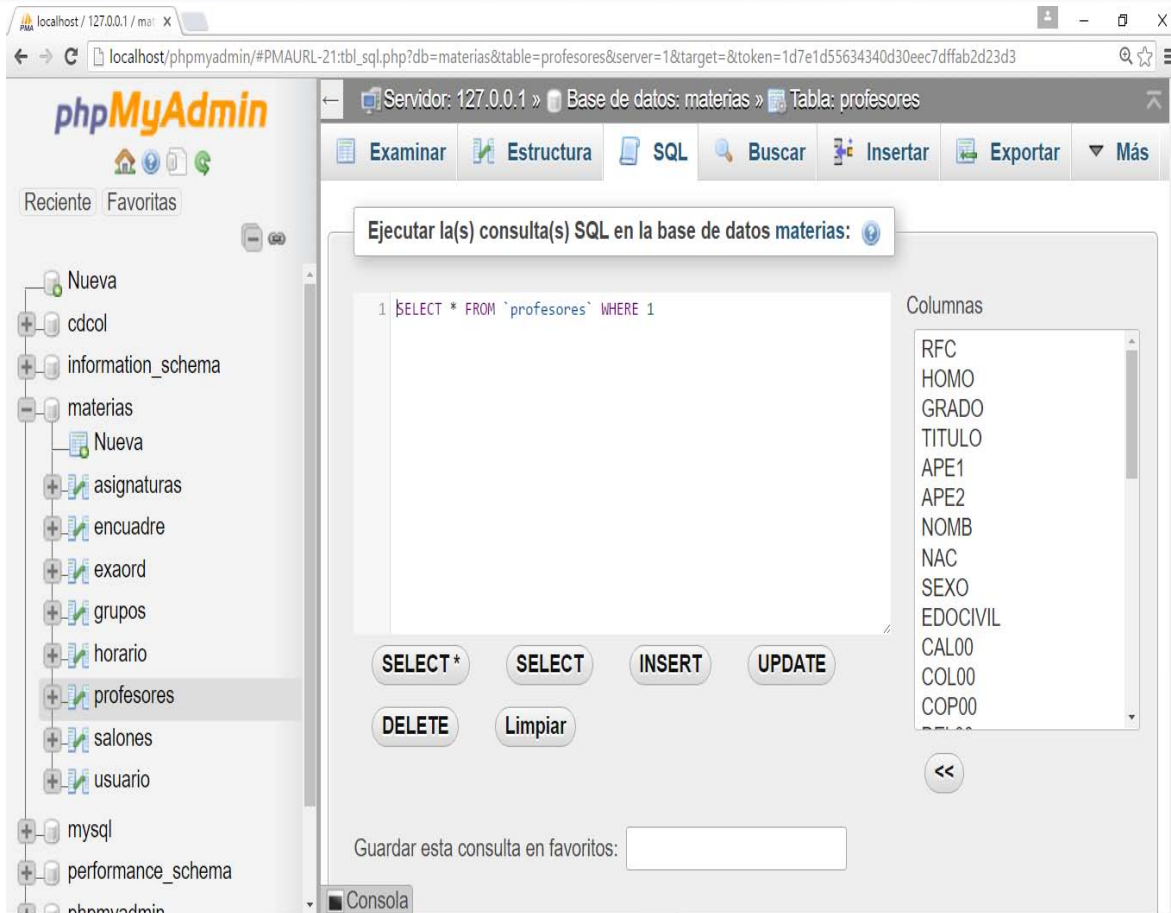 localhost / 127.0.0.1 / mat
localhost/phpmyadmin/#PMAURL-21:tbl_sql.php?db=materias&table=profesores&server=1&target=&token=1d7e1d55634340d30eec7dffab2d23d3
phpMyAdmin
Reciente Favoritas
Nueva
cdcol
information_schema
materias
Nueva
asignaturas
encuadre
exaord
grupos
horario
profesores
salones
usuario
mysql
performance_schema
phpmyadmin
Servidor: 127.0.0.1 » Base de datos: materias » Tabla: profesores
Examinar Estructura SQL Buscar Insertar Exportar Más
Ejecutar la(s) consulta(s) SQL en la base de datos materias:
1 SELECT * FROM `profesores` WHERE 1
Columnas
RFC
HOMO
GRADO
TITULO
APE1
APE2
NOMB
NAC
SEXO
EDOCIVIL
CAL00
COL00
COP00
SELECT * SELECT INSERT UPDATE
DELETE Limpiar
<<
Guardar esta consulta en favoritos:
Consola